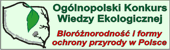 Ogólnopolski Konkurs
Wiedzy Ekologicznej
Bioróżnorodność i formy
ochrony przyrody w Polsce